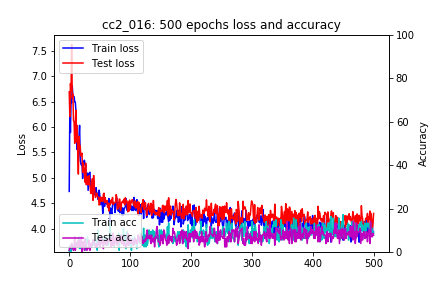 cc2_016: 500 epochs loss and accuracy
Train loss
Test loss
Train acc
Test acc
Loss
Accuracy
7.5
7.0
6.5
6.0
5.5
5.0
4.5
4.0
100
80
60
40
20
0
0
100
200
300
400
500